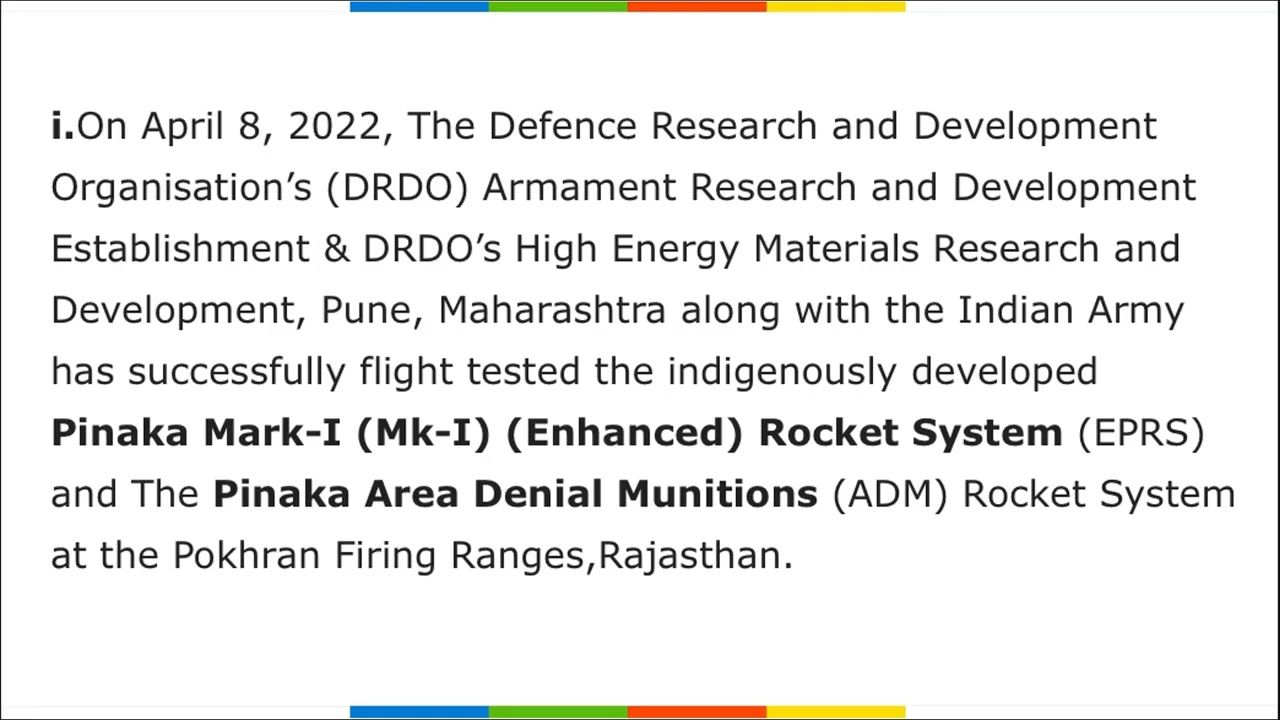 i.On April 8, 2022, The Defence Research and Development
Organisation’s (DRDO) Armament Research and Development
Establishment & DRDO’s High Energy Materials Research and
Development, Pune, Maharashtra along with the Indian Army
has successfully flight tested the indigenously developed
Pinaka Mark-I (Mk-I) (Enhanced) Rocket System (EPRS)
and The Pinaka Area Denial Munitions (ADM) Rocket System
at the Pokhran Firing Ranges,Rajasthan.